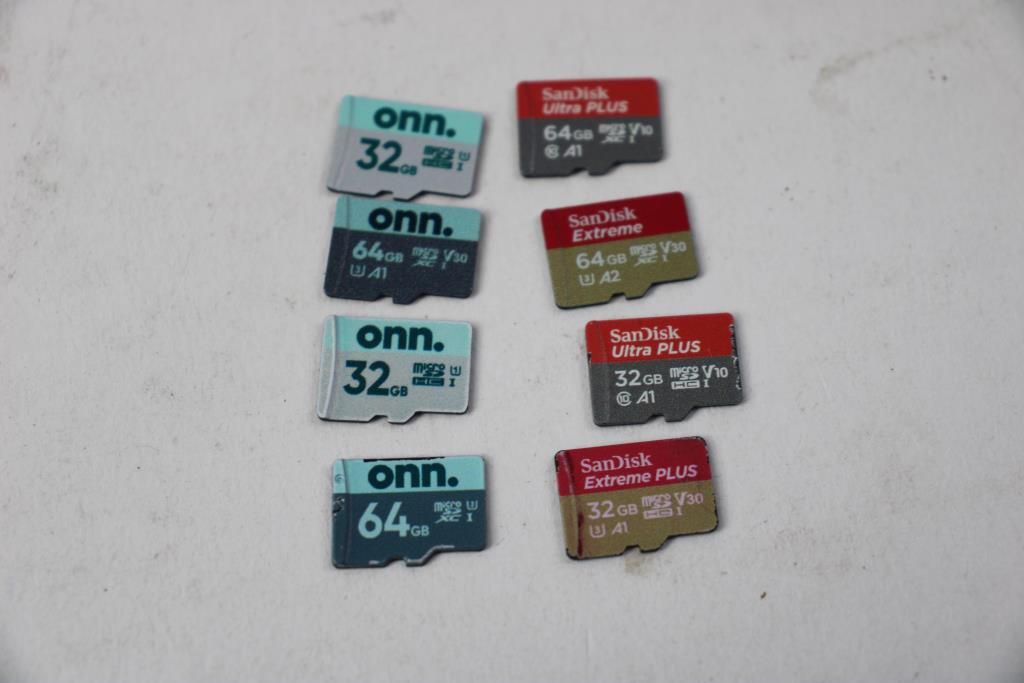 onn.
32GB micro SD HC U1 I
onn.
64GB micro SD XC I V30
U3 A1
onn.
32GB micro SD HC U1 I
onn.
64GB micro SD XC U3 I
SanDisk
Ultra PLUS
64GB micro SD XC I V10
10 A1
SanDisk
Extreme
64GB micro SD XC I V30
U3 A2
SanDisk
Ultra PLUS
32GB micro SD HC I V10
10 A1
SanDisk
Extreme PLUS
32GB micro SD HC I V30
U3 A1